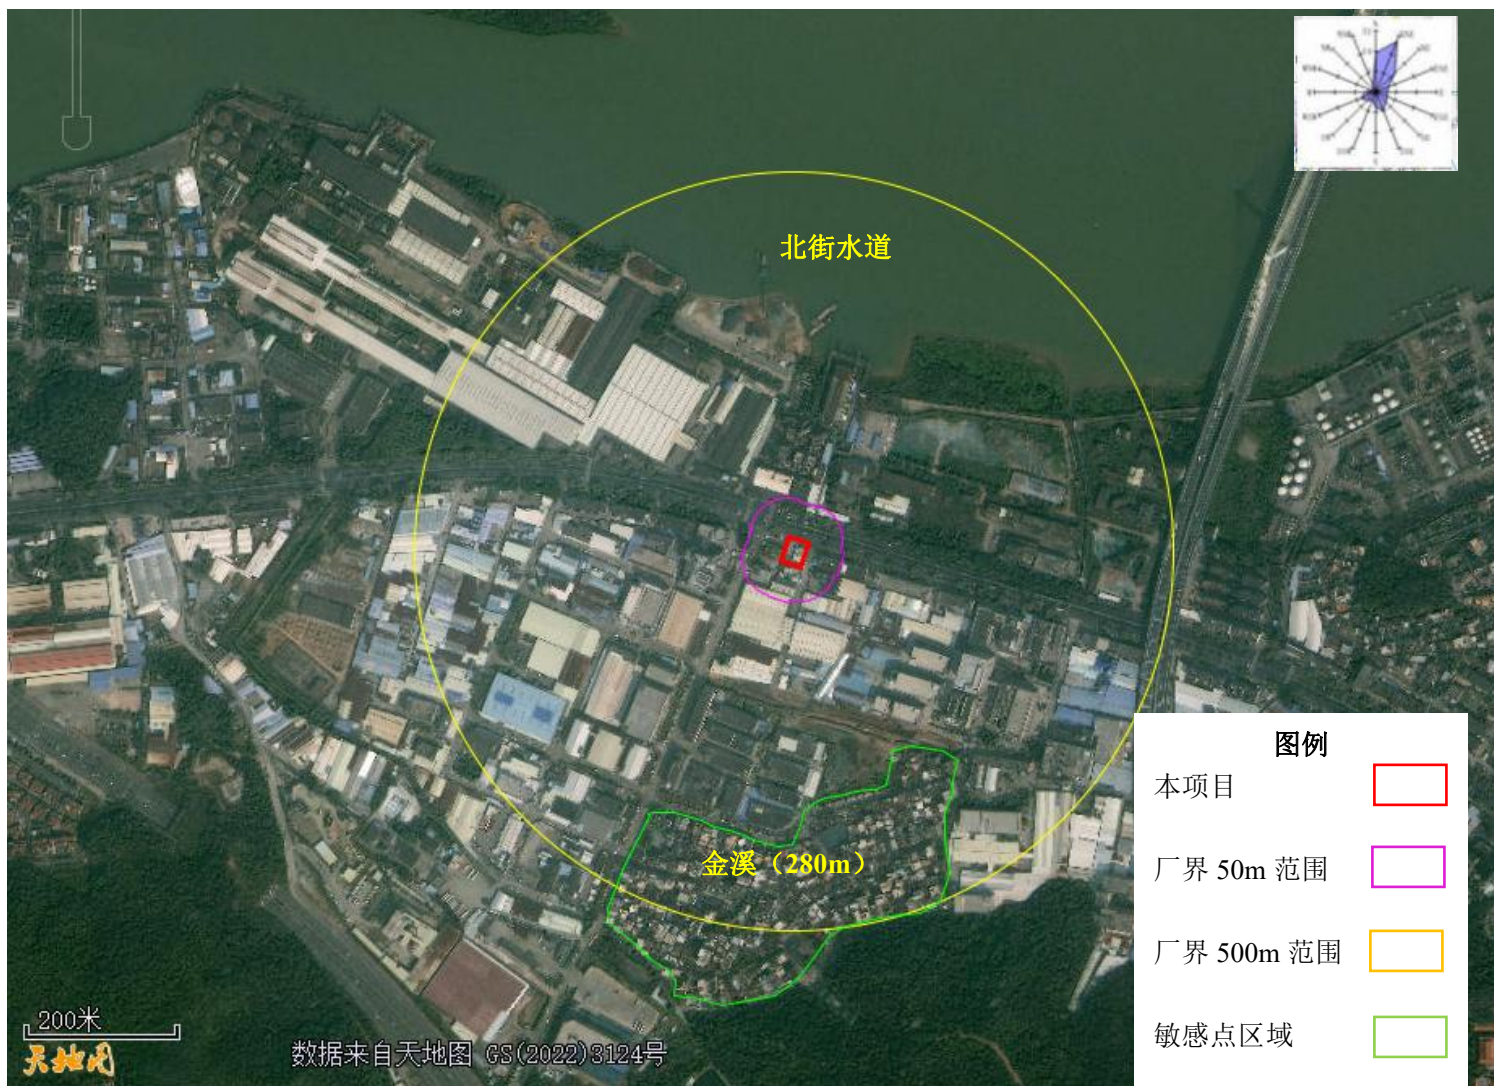 北街水道
金溪（280m）
图例
本项目
厂界 50m 范围
厂界 500m 范围
敏感点区域
200米
天地图
数据来自天地图 GS(2022)3124号